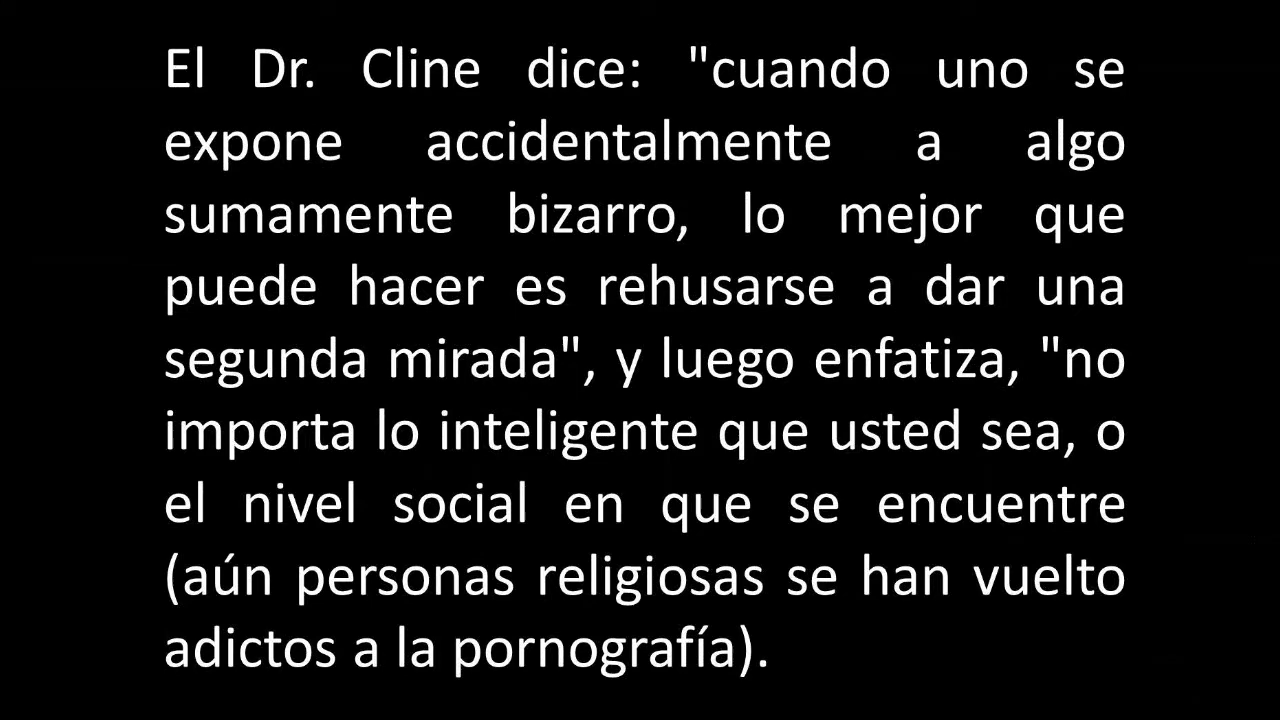 El Dr. Cline dice: "cuando uno se
expone accidentalmente a algo
sumamente bizarro, lo mejor que
puede hacer es rehusarse a dar una
segunda mirada", y luego enfatiza, "no
importa lo inteligente que usted sea, o
el nivel social en que se encuentre
(aún personas religiosas se han vuelto
adictos a la pornografía).